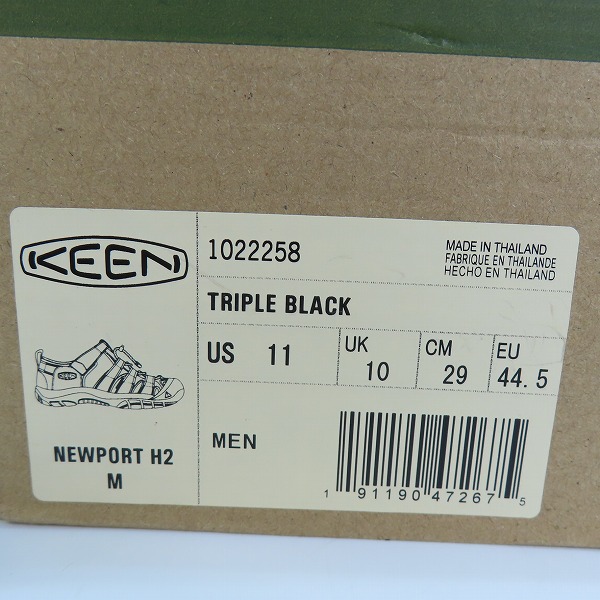 KEEN
1022258
MADE IN THAILAND
FABRIQUE EN THAILANDE
HECHO EN THAILAND
TRIPLE BLACK
US 11
UK 10
CM 29
EU 44.5
KEEN
NEWPORT H2
M
MEN
1 91190 47267 5